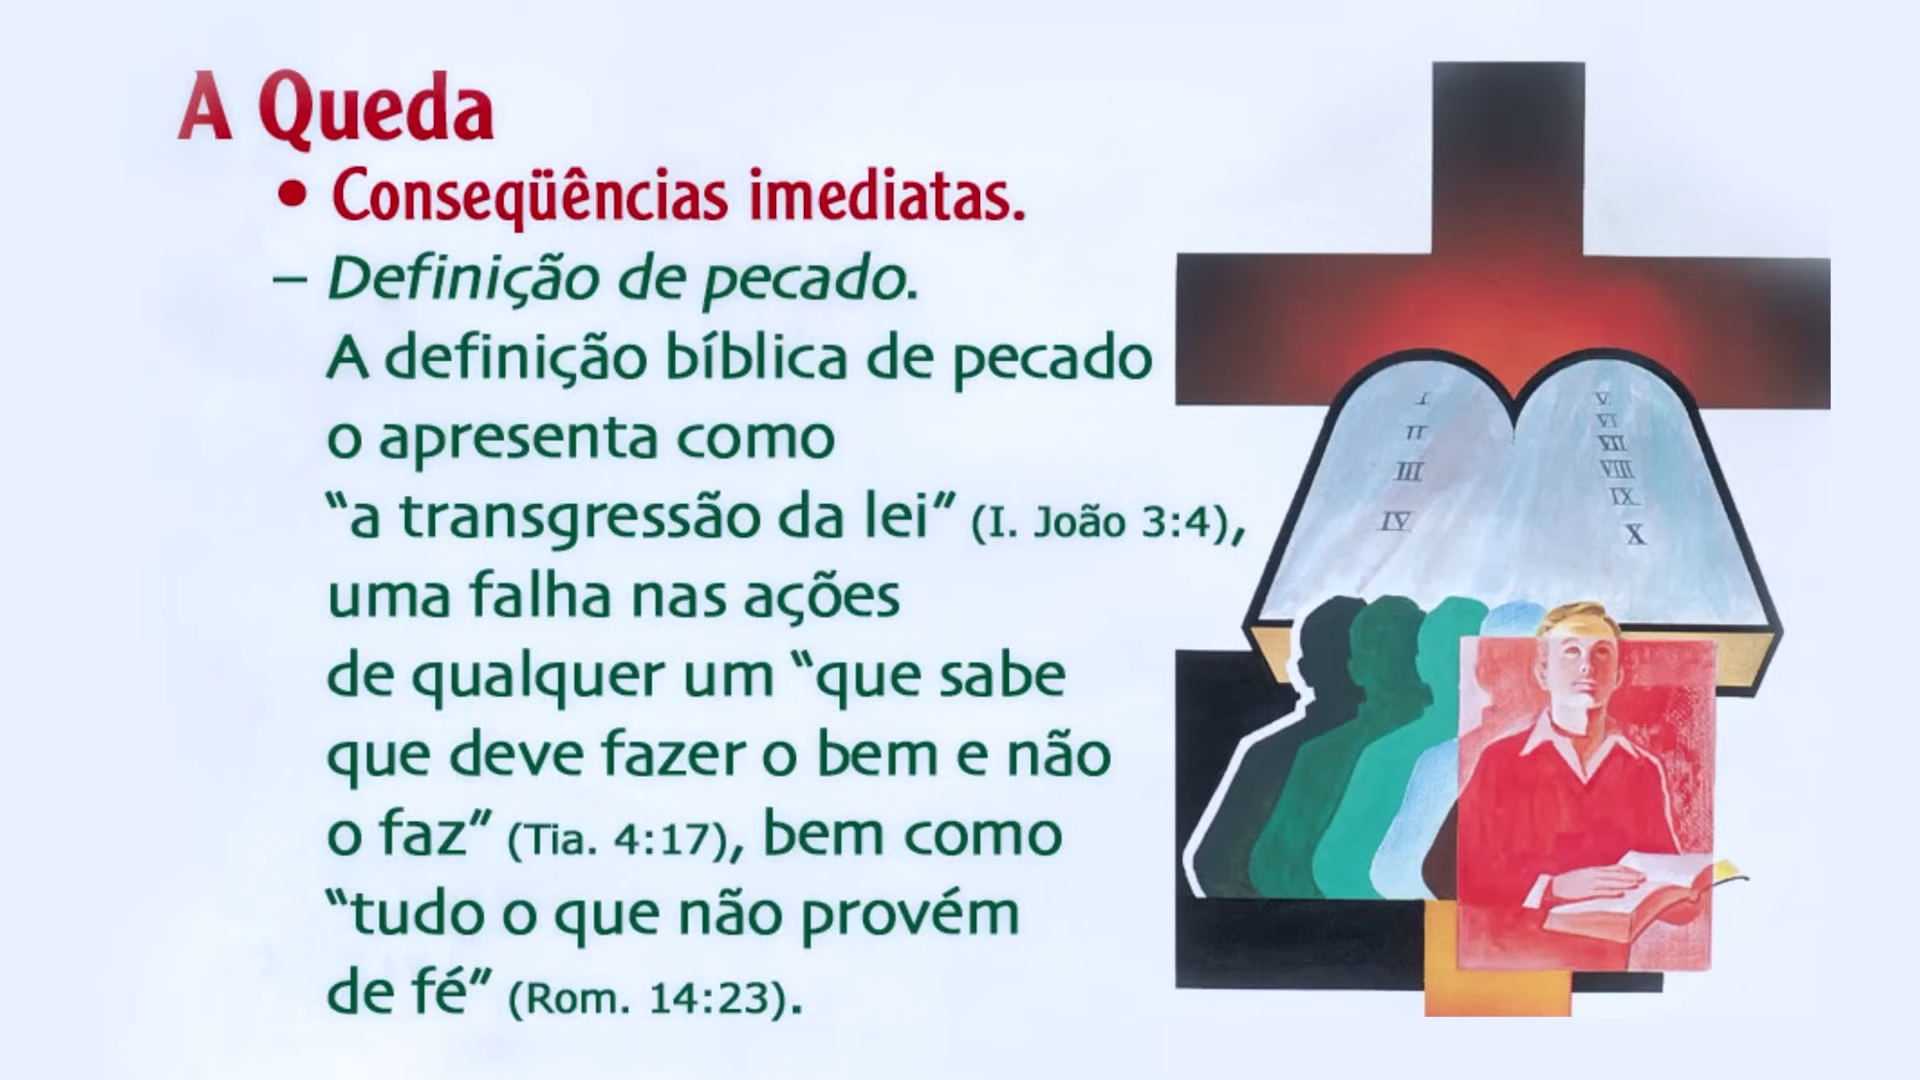 A Queda
• Conseqüências imediatas.
– Definição de pecado.
A definição bíblica de pecado
o apresenta como
“a transgressão da lei” (I. João 3:4),
uma falha nas ações
de qualquer um “que sabe
que deve fazer o bem e não
o faz” (Tia. 4:17), bem como
“tudo o que não provém
de fé” (Rom. 14:23).
I
II
III
IV
V
VI
VII
VIII
IX
X